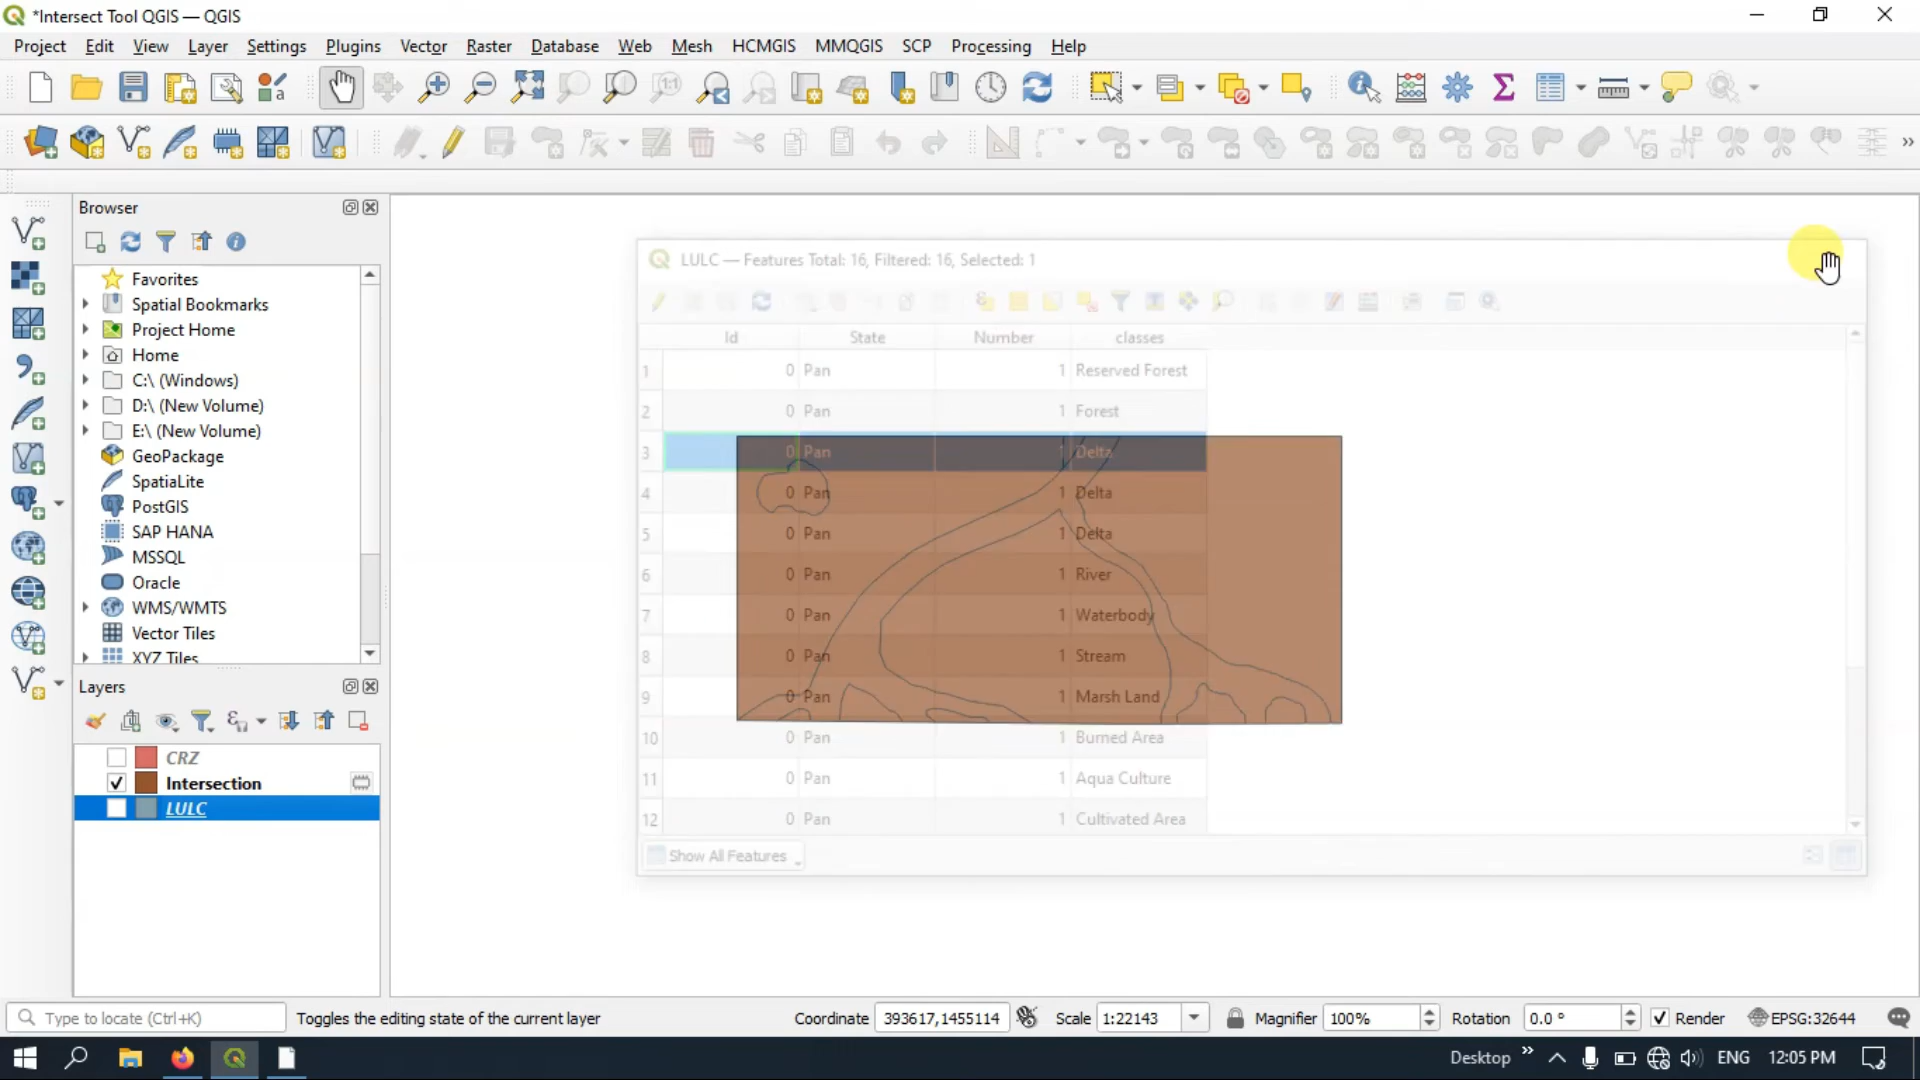 *Intersect Tool QGIS — QGIS
Project Edit View Layer Settings Plugins Vector Raster Database Web Mesh HCMGIS MMQGIS SCP Processing Help
Browser
Favorites
Spatial Bookmarks
Project Home
Home
C:\ (Windows)
D:\ (New Volume)
E:\ (New Volume)
GeoPackage
SpatiaLite
PostGIS
SAP HANA
MSSQL
Oracle
WMS/WMTS
Vector Tiles
XYZ Tiles
Layers
CRZ
Intersection
LULC
LULC — Features Total: 16, Filtered: 16, Selected: 1
Id State Number classes
1 0 Pan 1 Reserved Forest
2 0 Pan 1 Forest
3 0 Pan 1 Delta
4 0 Pan 1 Delta
5 0 Pan 1 Delta
6 0 Pan 1 River
7 0 Pan 1 Waterbody
8 0 Pan 1 Stream
9 0 Pan 1 Marsh Land
10 0 Pan 1 Burned Area
11 0 Pan 1 Aqua Culture
12 0 Pan 1 Cultivated Area
Show All Features
Type to locate (Ctrl+K) Toggles the editing state of the current layer Coordinate 393617,1455114 Scale 1:22143 Magnifier 100% Rotation 0.0 ° Render EPSG:32644
Desktop ENG 12:05 PM